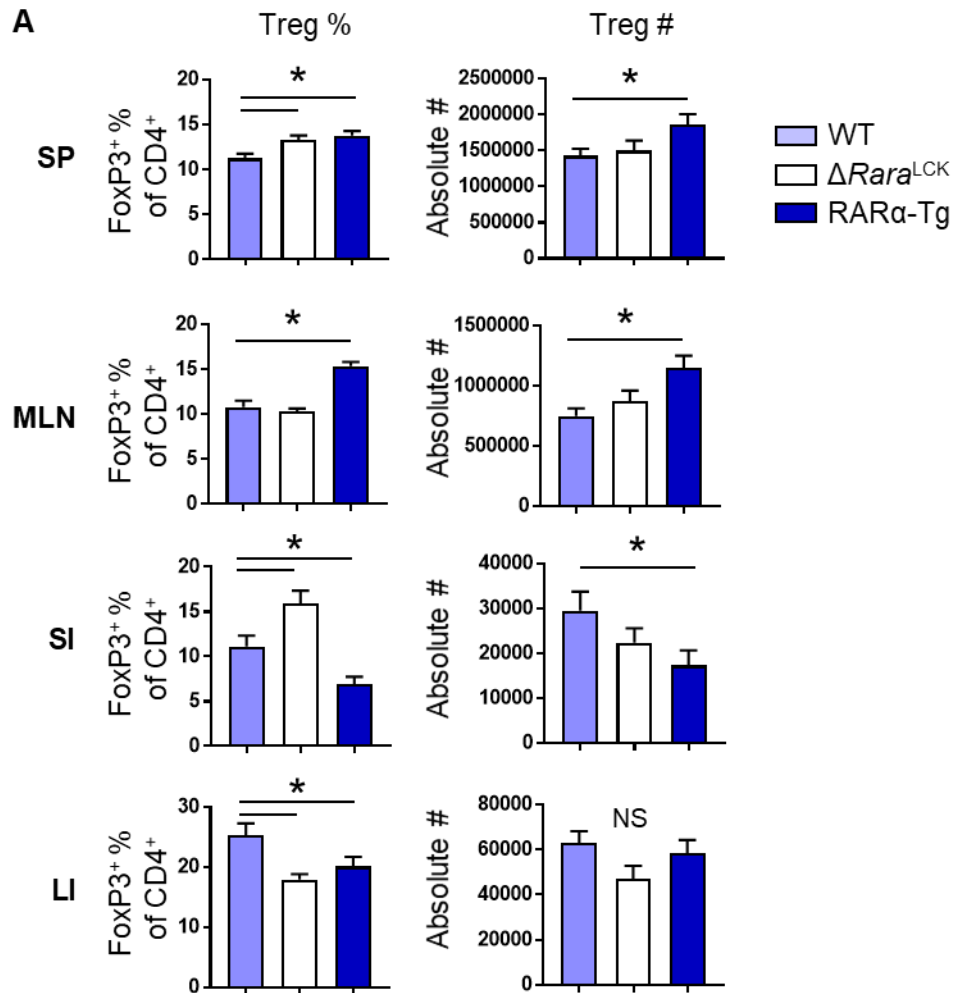 A
Treg %
Treg #
SP
FoxP3⁺ %
of CD4⁺
20
15
10
5
0
*
Absolute #
2500000
2000000
1500000
1000000
500000
0
*
WT
ΔRaraᴸᶜᴷ
RARα-Tg
MLN
FoxP3⁺ %
of CD4⁺
20
15
10
5
0
*
Absolute #
1500000
1000000
500000
0
*
SI
FoxP3⁺ %
of CD4⁺
20
15
10
5
0
*
Absolute #
40000
30000
20000
10000
0
*
LI
FoxP3⁺ %
of CD4⁺
30
20
10
0
*
Absolute #
80000
60000
40000
20000
0
NS